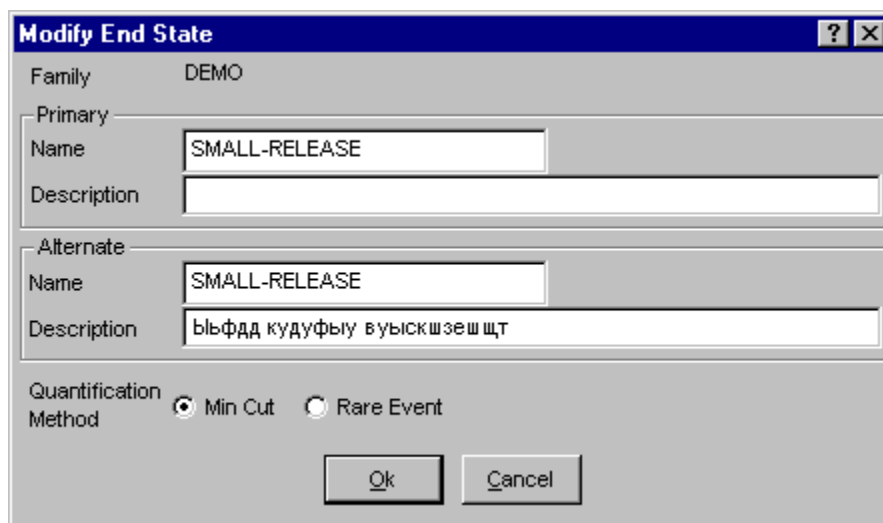 Modify End State
Family DEMO
Primary
Name SMALL-RELEASE
Description
Alternate
Name SMALL-RELEASE
Description Ыьфдд кудуфыу вуыскшзешщт
Quantification
Method
Min Cut Rare Event
Ok Cancel